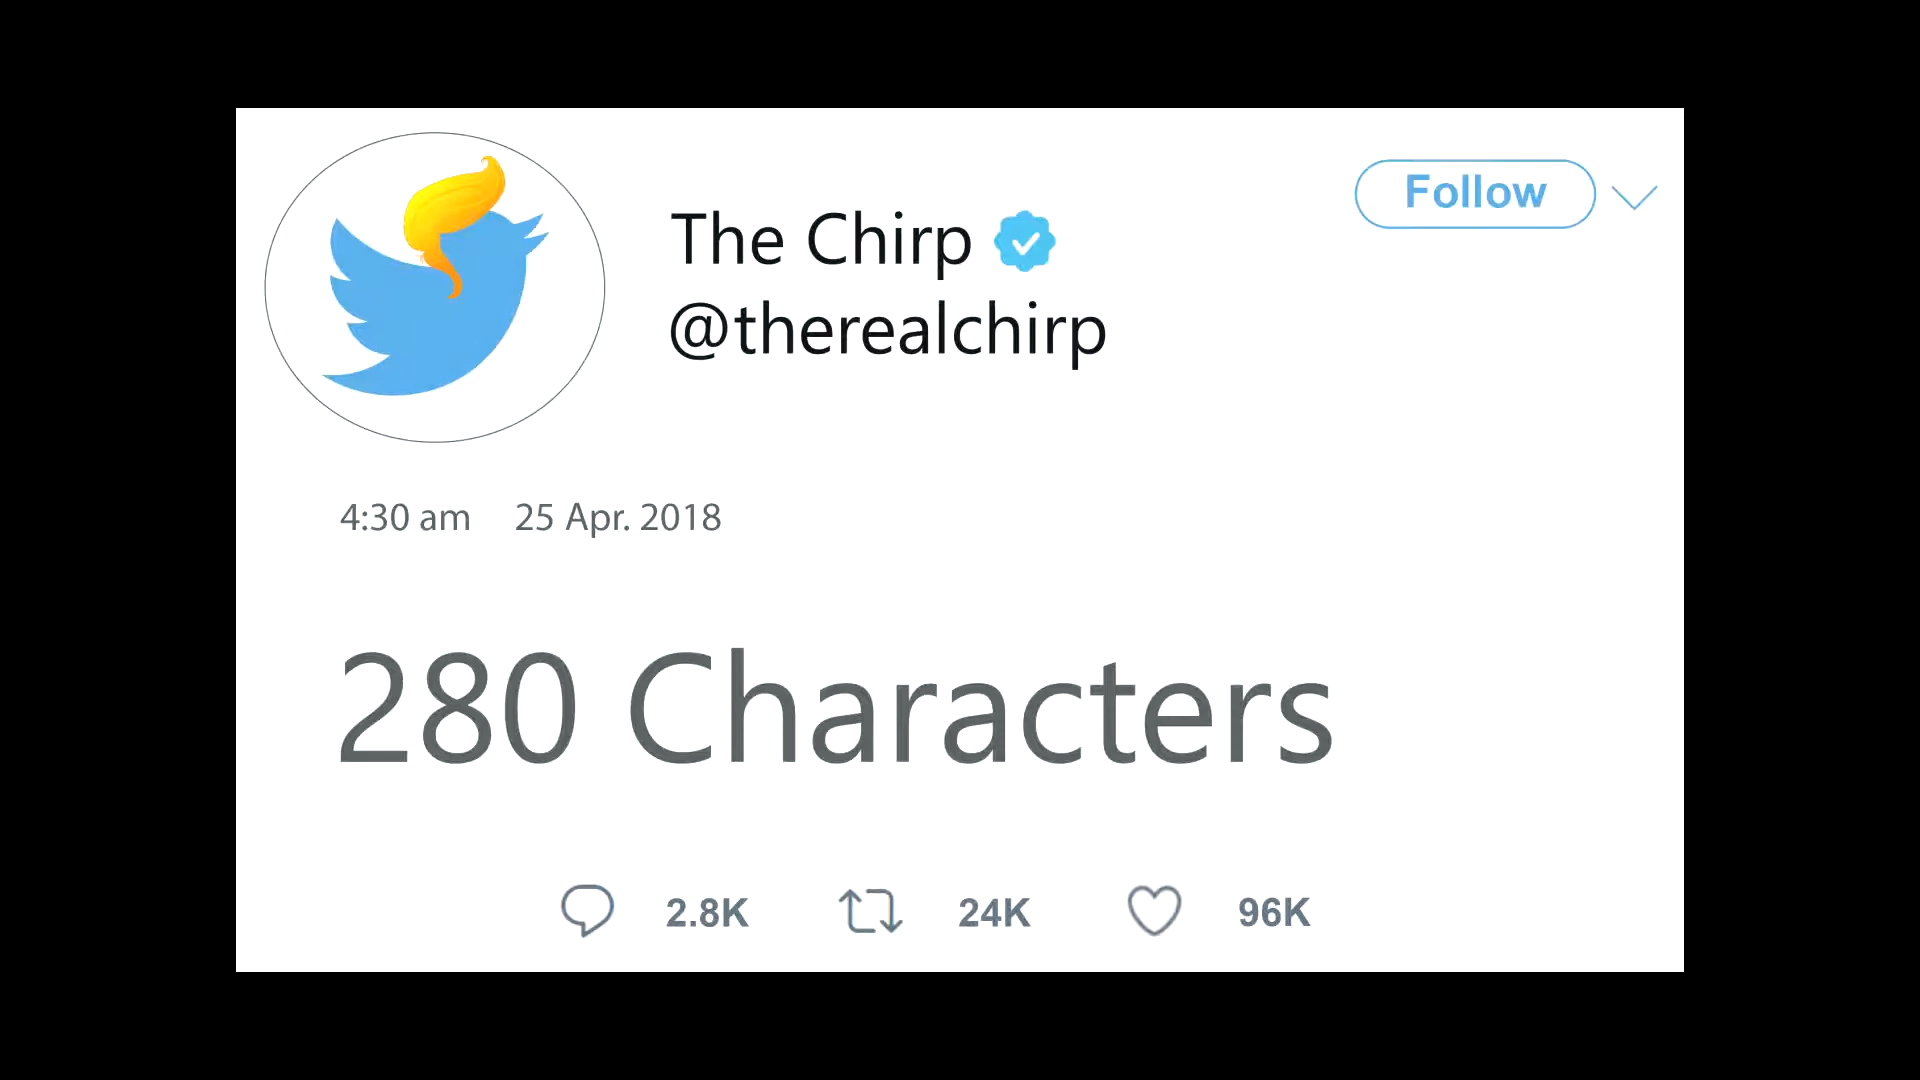 The Chirp
@therealchirp
Follow
4:30 am 25 Apr. 2018
280 Characters
2.8K 24K 96K